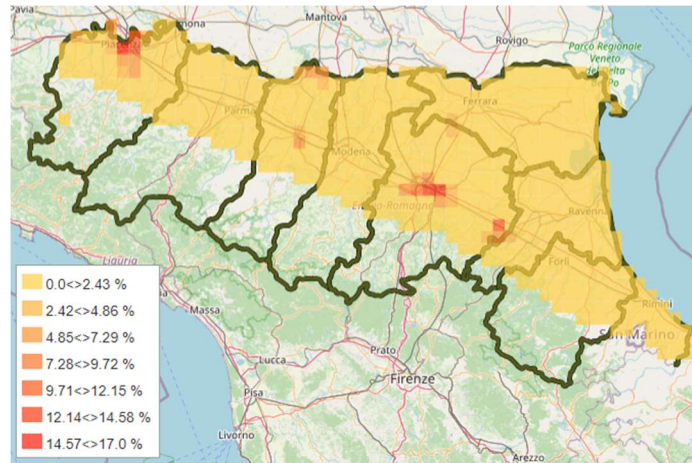 Pavia
Mantova
Rovigo
Parco Regionale
Veneto
del Delta
Po
Piacenza
Ferrara
Parma
Modena
Emilia-Romagna
Ravenna
Forlì
Liguria
Rimini
San Marino
Massa
Prato
Lucca
Firenze
Pisa
Livorno
Arezzo
0.0<>2.43 %
2.42<>4.86 %
4.85<>7.29 %
7.28<>9.72 %
9.71<>12.15 %
12.14<>14.58 %
14.57<>17.0 %